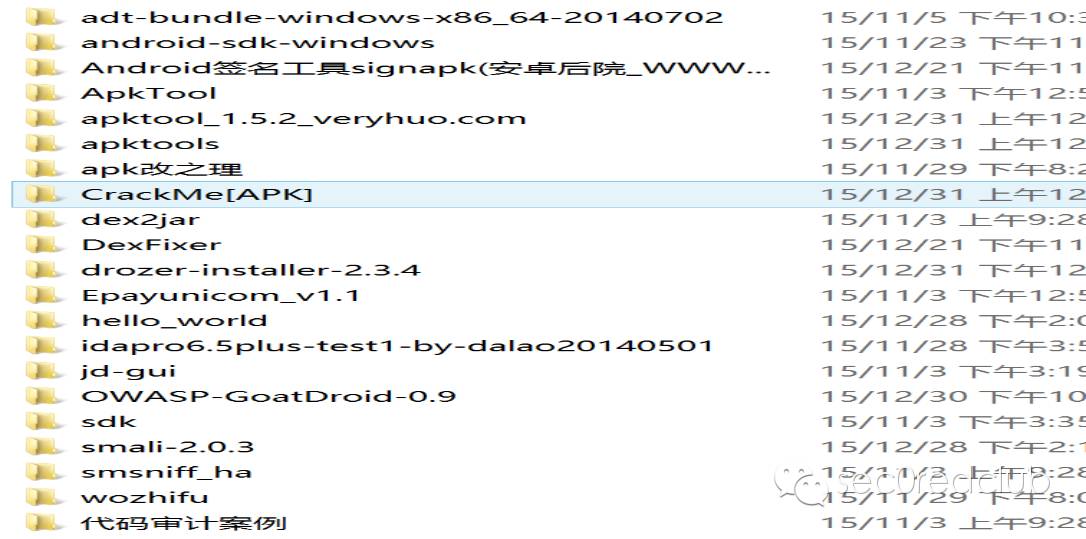 adt-bundle-windows-x86_64-20140702 15/11/5 下午10:3
android-sdk-windows 15/11/23 下午11
Android签名工具signapk(安卓后院_WWW... 15/12/21 下午11
ApkTool 15/11/3 下午12:5
apktool_1.5.2_veryhuo.com 15/12/31 上午12
apktools 15/12/31 上午12
apk改之理 15/11/29 下午8:2
CrackMe[APK] 15/12/31 上午12
dex2jar 15/11/3 上午9:28
DexFixer 15/12/21 下午11
drozer-installer-2.3.4 15/12/31 下午12
Epayunicom_v1.1 15/11/3 下午12:5
hello_world 15/12/28 下午2:0
idapro6.5plus-test1-by-dalao20140501 15/11/28 下午3:5
jd-gui 15/11/3 下午3:19
OWASP-GoatDroid-0.9 15/12/30 下午10
sdk 15/11/3 下午3:35
smali-2.0.3 15/12/28 下午2:1
smsniff_ha 15/11/3 上午9:28
wozhifu 15/11/29 下午8:0
代码审计案例 15/11/3 上午9:28